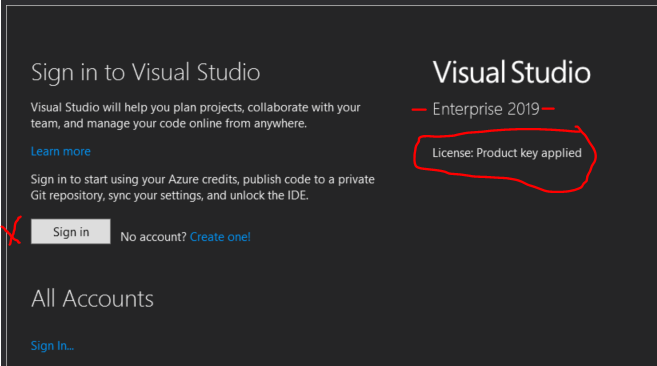 Sign in to Visual Studio
Visual Studio will help you plan projects, collaborate with your
team, and manage your code online from anywhere.
Learn more
Sign in to start using your Azure credits, publish code to a private
Git repository, sync your settings, and unlock the IDE.
Sign in No account? Create one!
All Accounts
Sign In...
Visual Studio
Enterprise 2019
License: Product key applied